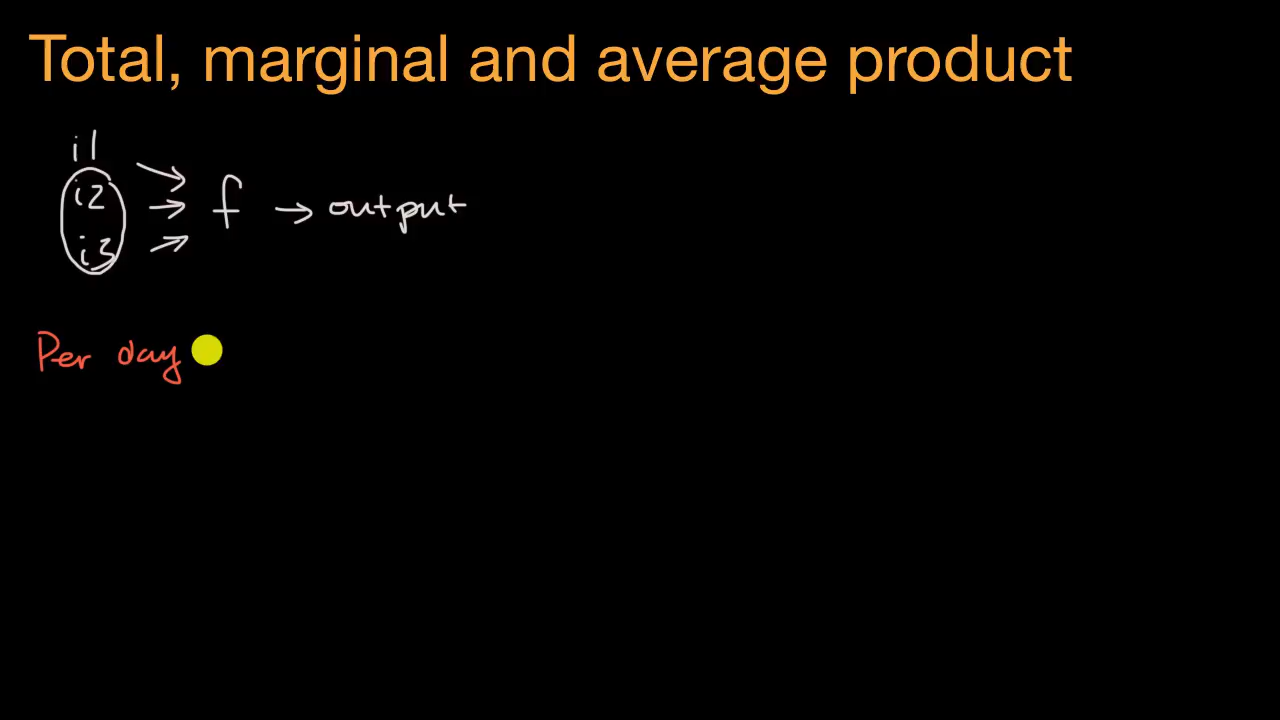 Total, marginal and average product
i1
i2 → f → output
i3
Per day